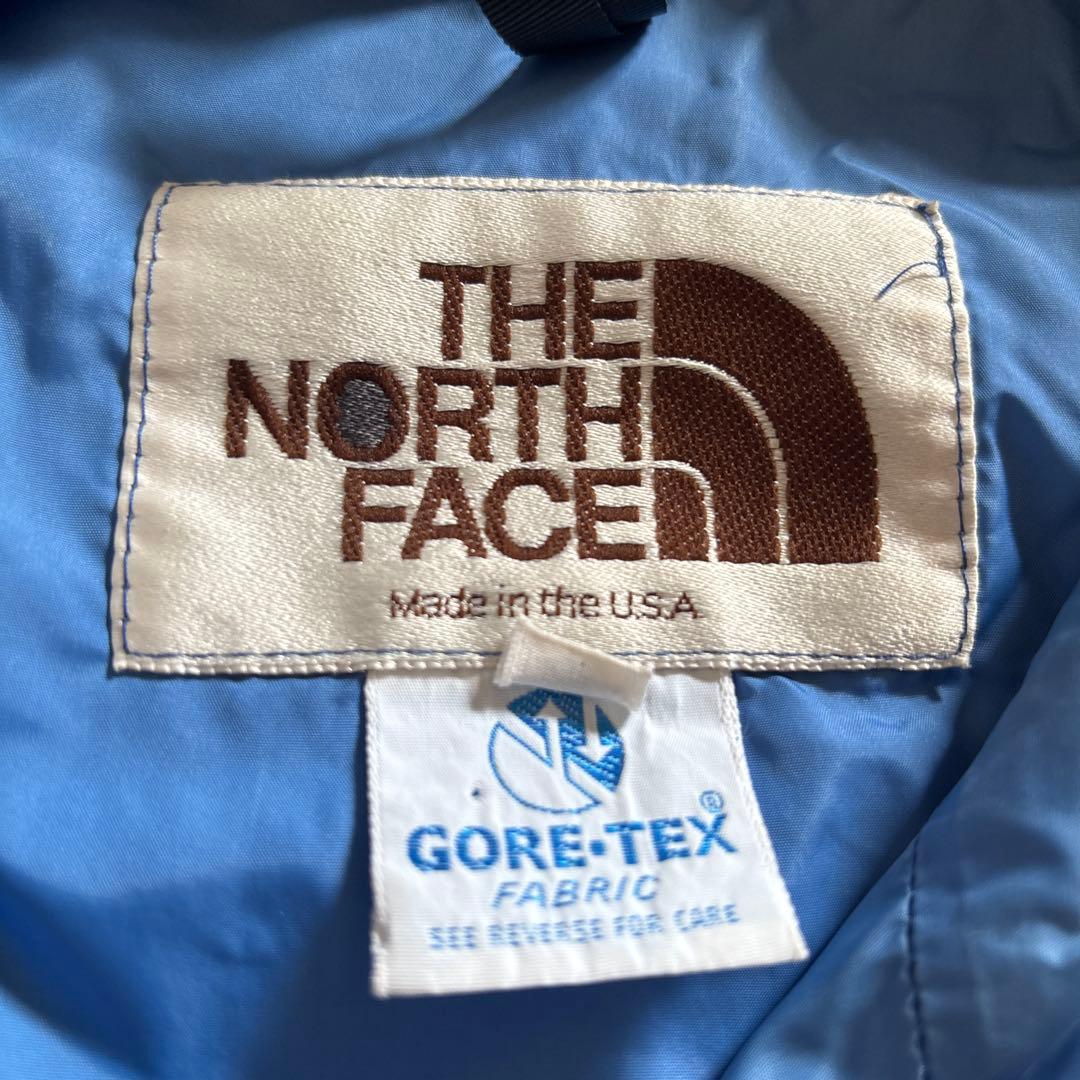 THE
NORTH
FACE
Made in the U.S.A
GORE-TEX®
FABRIC
SEE REVERSE FOR CARE